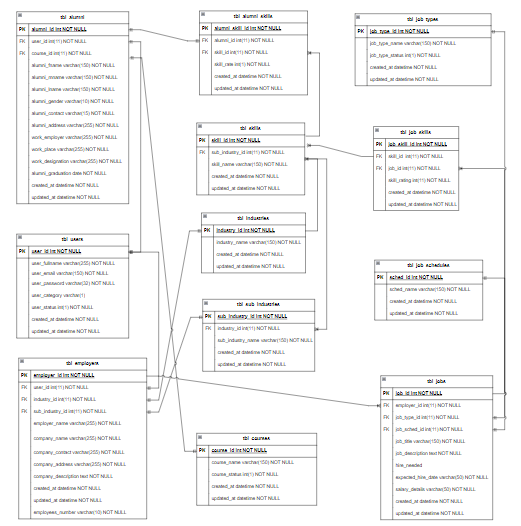 tbl_alumni
PK alumni_id int NOT NULL
FK user_id int(11) NOT NULL
FK course_id int(11) NOT NULL
alumni_fname varchar(150) NOT NULL
alumni_mname varchar(150) NOT NULL
alumni_lname varchar(150) NOT NULL
alumni_gender varchar(10) NOT NULL
alumni_contact varchar(15) NOT NULL
alumni_address varchar(255) NOT NULL
work_employer varchar(255) NOT NULL
work_place varchar(255) NOT NULL
work_designation varchar(255) NOT NULL
alumni_graduation date NOT NULL
created_at datetime NOT NULL
updated_at datetime NOT NULL
tbl_alumni_skills
PK alumni_skill_id int NOT NULL
FK alumni_id int(11) NOT NULL
FK skill_id int(11) NOT NULL
skill_rate int(11) NOT NULL
created_at datetime NOT NULL
updated_at datetime NOT NULL
tbl_job_types
PK job_type_id int NOT NULL
job_type_name varchar(150) NOT NULL
job_type_status int(1) NOT NULL
created_at datetime NOT NULL
updated_at datetime NOT NULL
tbl_skills
PK skill_id int NOT NULL
FK sub_industry_id int(11) NOT NULL
skill_name varchar(150) NOT NULL
created_at datetime NOT NULL
updated_at datetime NOT NULL
tbl_job_skills
PK job_skill_id int NOT NULL
FK skill_id int(11) NOT NULL
FK job_id int(11) NOT NULL
skill_rating int(11) NOT NULL
created_at datetime NOT NULL
updated_at datetime NOT NULL
tbl_industries
PK industry_id int NOT NULL
industry_name varchar(150) NOT NULL
created_at datetime NOT NULL
updated_at datetime NOT NULL
tbl_users
PK user_id int NOT NULL
user_fullname varchar(255) NOT NULL
user_email varchar(150) NOT NULL
user_password varchar(32) NOT NULL
user_category varchar(1)
user_status int(1) NOT NULL
created_at datetime NOT NULL
updated_at datetime NOT NULL
tbl_job_schedules
PK sched_id int NOT NULL
sched_name varchar(150) NOT NULL
created_at datetime NOT NULL
updated_at datetime NOT NULL
tbl_sub_industries
PK sub_industry_id int NOT NULL
FK industry_id int(11) NOT NULL
sub_industry_name varchar(150) NOT NULL
created_at datetime NOT NULL
updated_at datetime NOT NULL
tbl_employers
PK employer_id int NOT NULL
FK user_id int(11) NOT NULL
FK industry_id int(11) NOT NULL
FK sub_industry_id int(11) NOT NULL
employer_name varchar(255) NOT NULL
company_name varchar(255) NOT NULL
company_contact varchar(255) NOT NULL
company_address varchar(255) NOT NULL
company_description text NOT NULL
created_at datetime NOT NULL
updated_at datetime NOT NULL
employees_number varchar(10) NOT NULL
tbl_courses
PK course_id int NOT NULL
course_name varchar(150) NOT NULL
course_status int(1) NOT NULL
created_at datetime NOT NULL
updated_at datetime NOT NULL
tbl_jobs
PK job_id int NOT NULL
FK employer_id int(11) NOT NULL
FK job_type_id int(11) NOT NULL
FK job_sched_id int(11) NOT NULL
job_title varchar(150) NOT NULL
job_description text NOT NULL
hire_needed
expected_hire_date varchar(50) NOT NULL
salary_details varchar(50) NOT NULL
created_at datetime NOT NULL
updated_at datetime NOT NULL